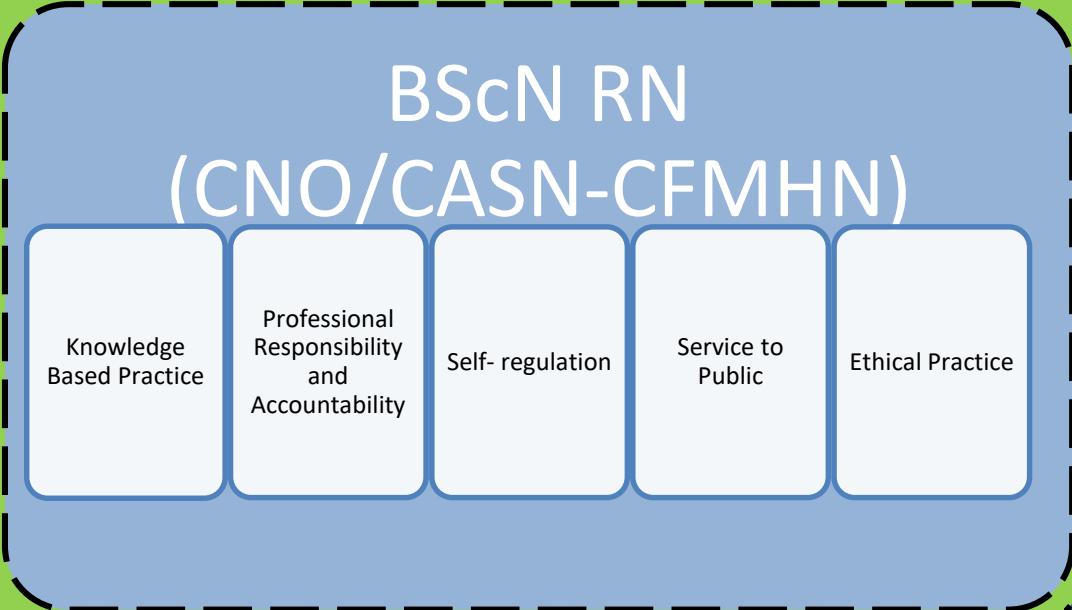 BScN RN
(CNO/CASN-CFMHN)
Knowledge
Based Practice
Professional
Responsibility
and
Accountability
Self- regulation
Service to
Public
Ethical Practice